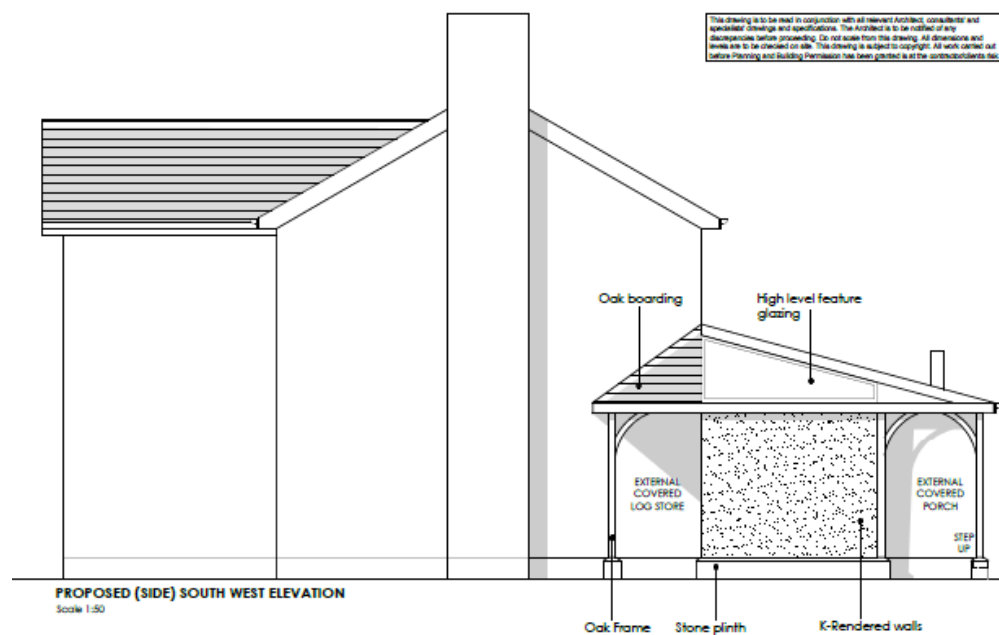 This drawing is to be read in conjunction with all relevant Architect, consultants' and
specialists' drawings and specifications. The Architect is to be notified of any
discrepancies before proceeding. Do not scale from this drawing. All dimensions and
levels are to be checked on site. This drawing is subject to copyright. All work carried out
before Planning and Building Permission has been granted is at the contractor/clients risk.
Oak boarding
High level feature
glazing
EXTERNAL
COVERED
LOG STORE
EXTERNAL
COVERED
PORCH
STEP
UP
PROPOSED (SIDE) SOUTH WEST ELEVATION
Scale 1:50
Oak Frame
Stone plinth
K-Rendered walls